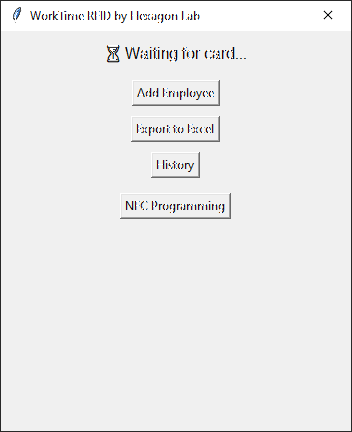 WorkTime RFID by Hexagon Lab
⏳ Waiting for card...
Add Employee
Export to Excel
History
NFC Programming